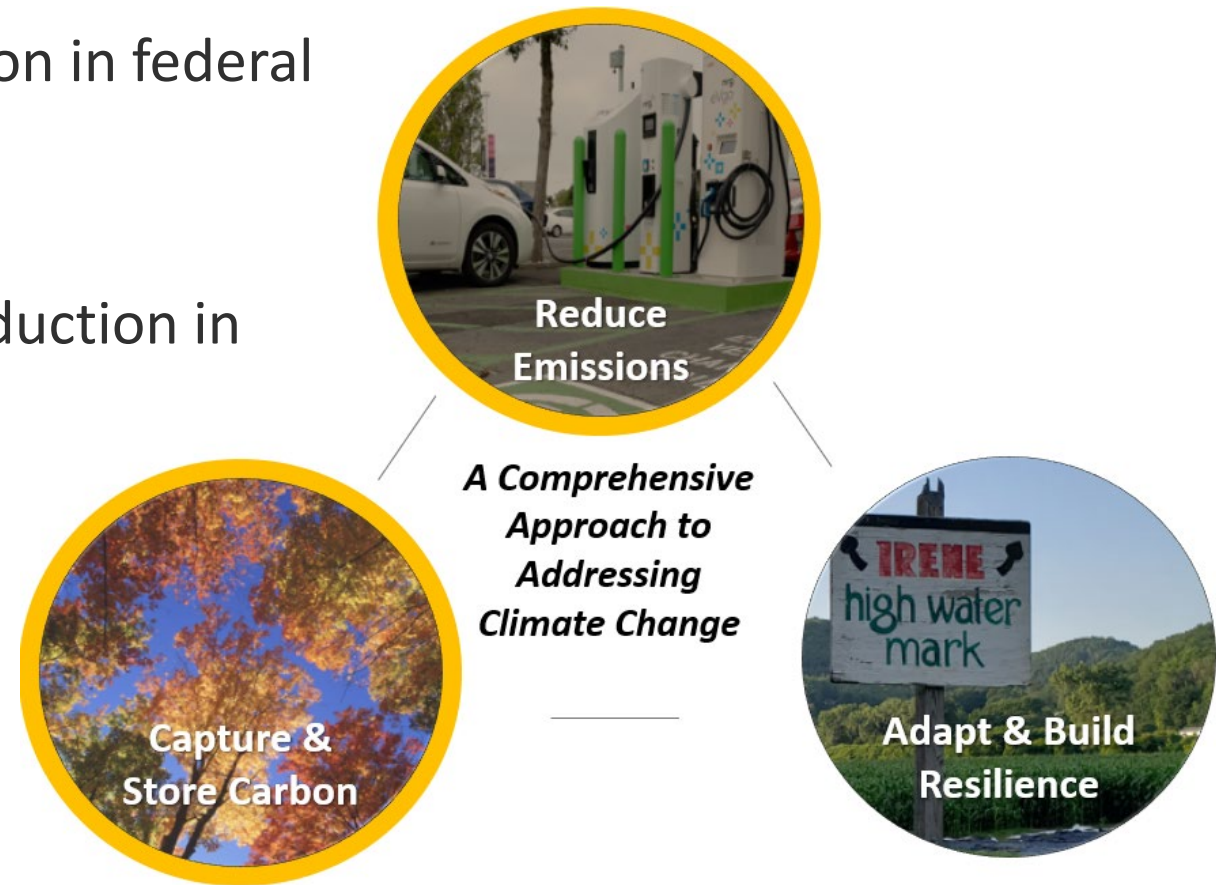 on in federal
duction in
Reduce
Emissions
A Comprehensive
Approach to
Addressing
Climate Change
Capture &
Store Carbon
IRENE
high water
mark
Adapt & Build
Resilience